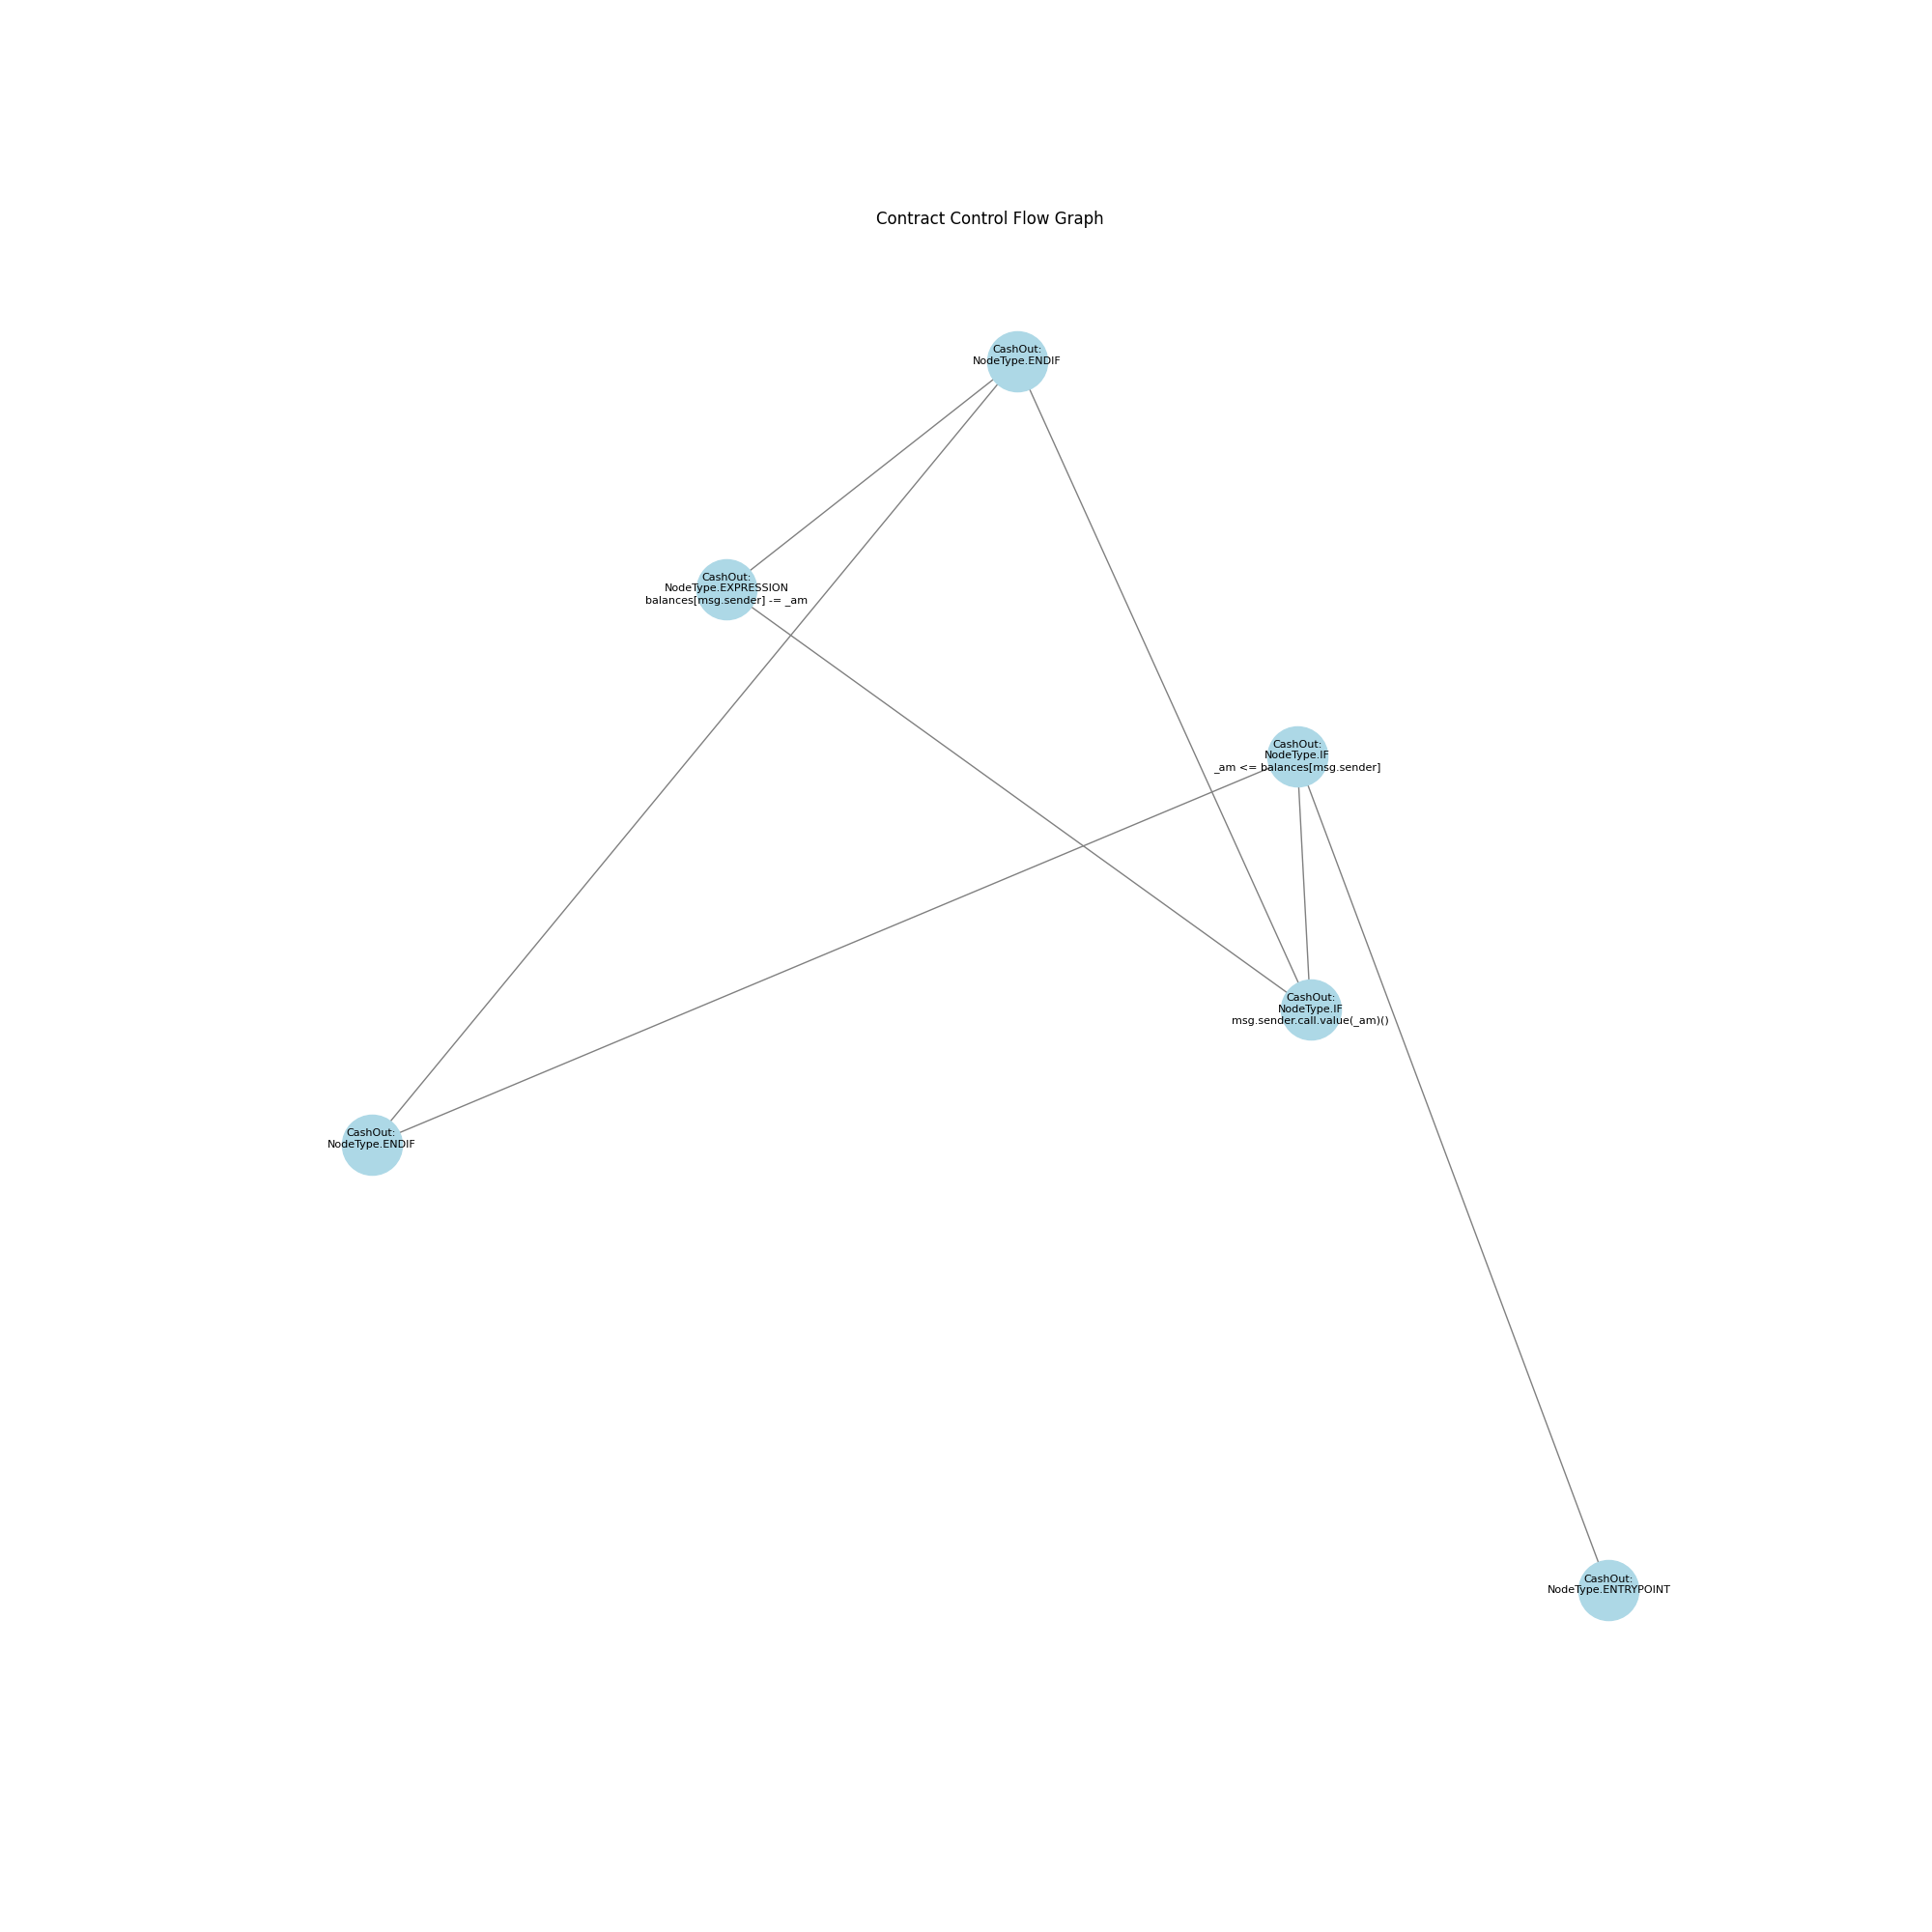 Contract Control Flow Graph
CashOut:
NodeType.ENDIF
CashOut:
NodeType.EXPRESSION
balances[msg.sender] -= _am
CashOut:
NodeType.IF
_am <= balances[msg.sender]
CashOut:
NodeType.IF
msg.sender.call.value(_am)()
CashOut:
NodeType.ENDIF
CashOut:
NodeType.ENTRYPOINT